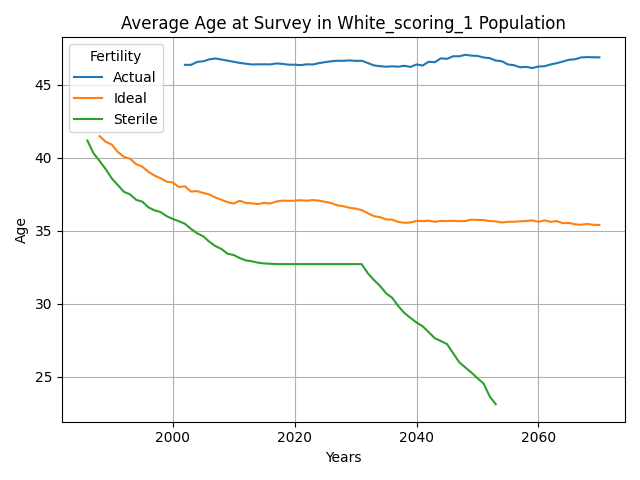 Average Age at Survey in White_scoring_1 Population
Fertility
Actual
Ideal
Sterile
45
40
35
30
25
Age
2000 2020 2040 2060
Years